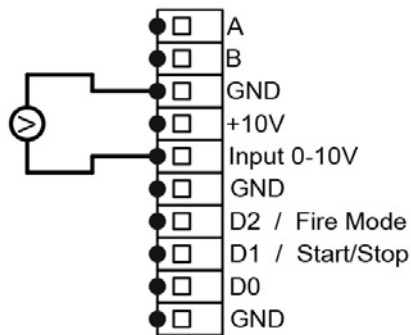 A
B
GND
+10V
V
Input 0-10V
GND
D2 / Fire Mode
D1 / Start/Stop
D0
GND